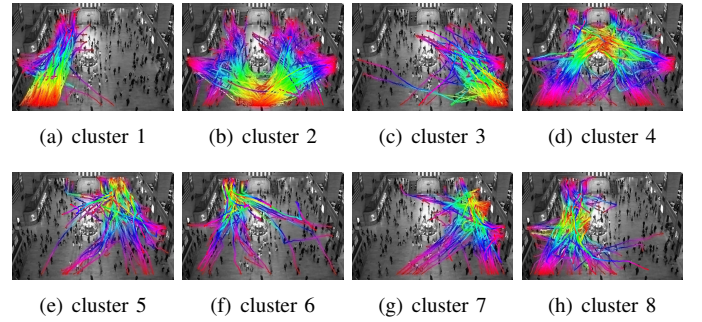 (a) cluster 1
(b) cluster 2
(c) cluster 3
(d) cluster 4
(e) cluster 5
(f) cluster 6
(g) cluster 7
(h) cluster 8